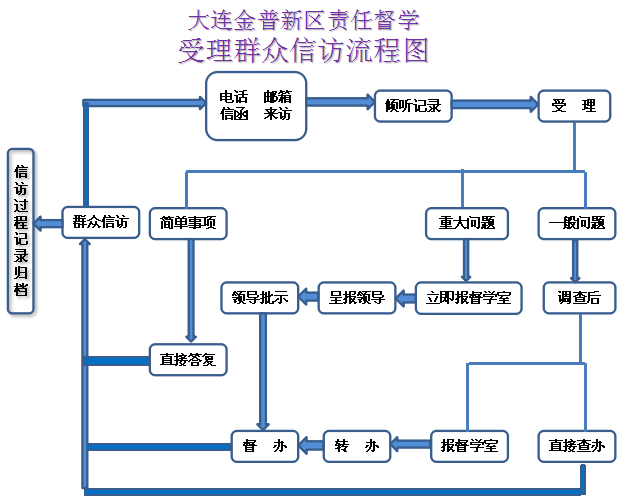 大连金普新区责任督学
受理群众信访流程图
电话 邮箱
信函 来访
倾听记录
受 理
信访过程记录归档
群众信访
简单事项
重大问题
一般问题
领导批示
呈报领导
立即报督学室
调查后
直接答复
督 办
转 办
报督学室
直接查办